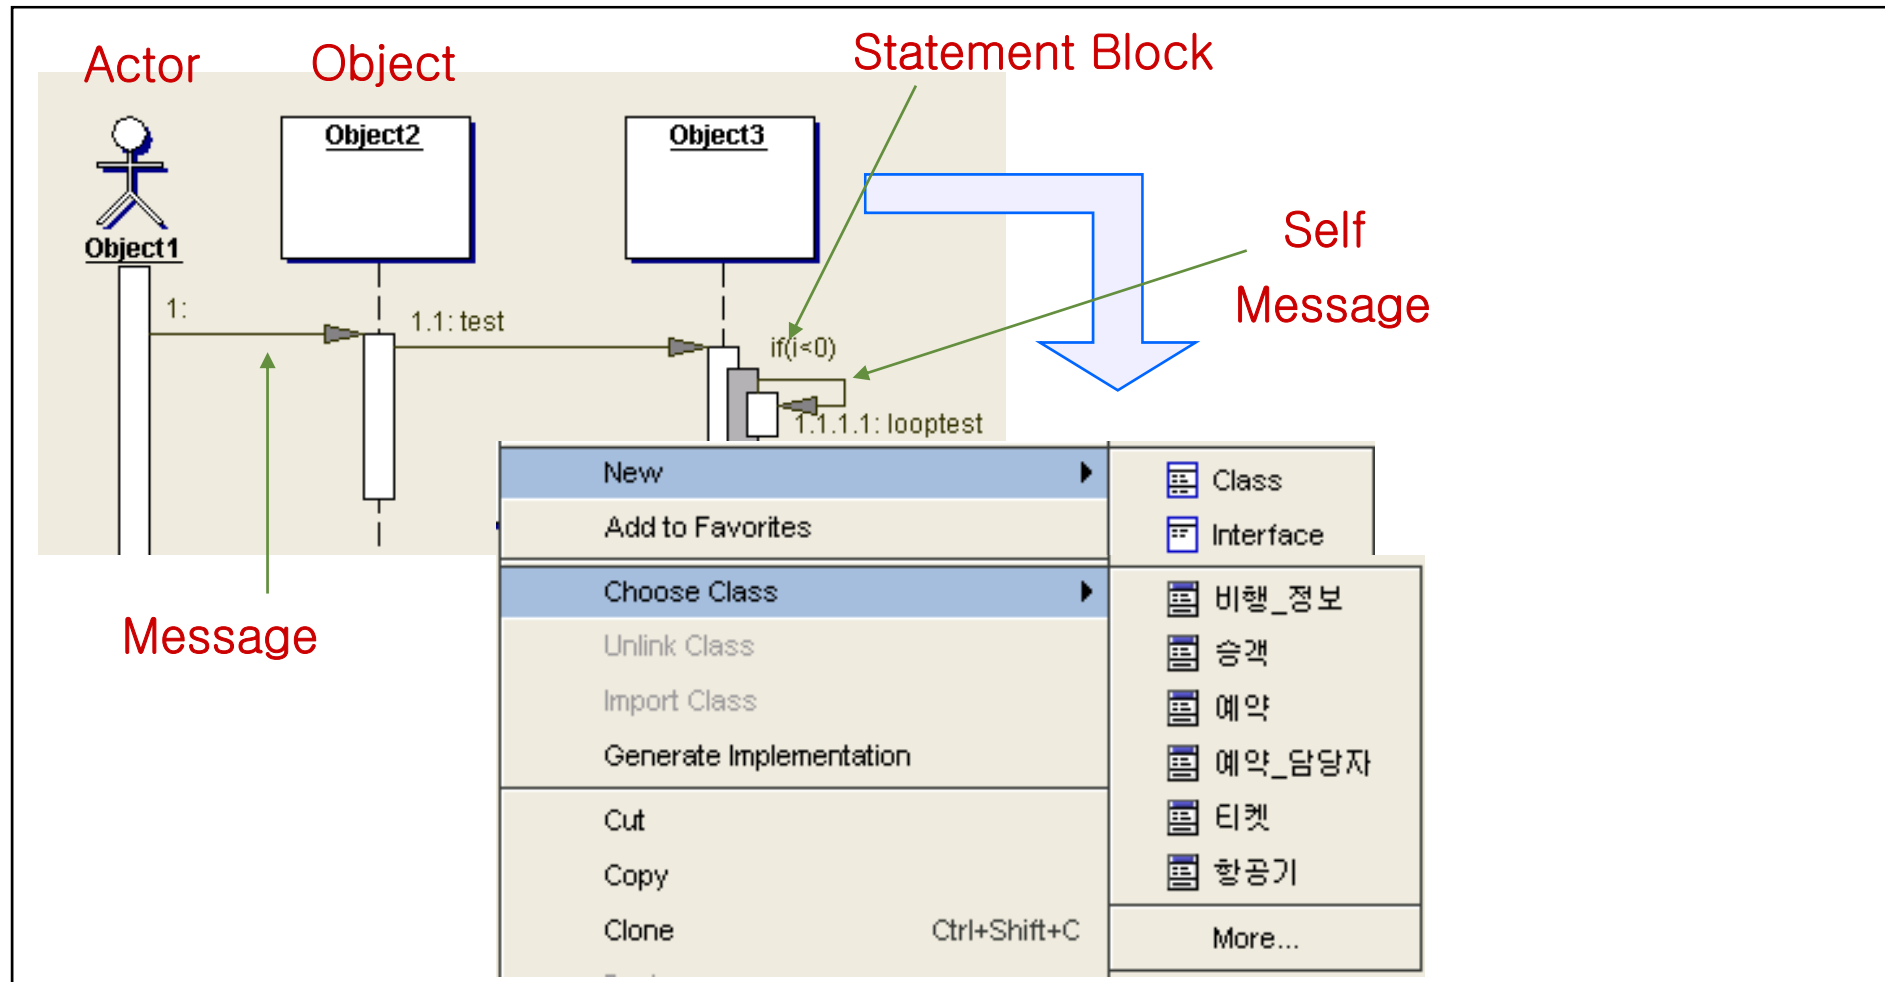 Actor
Object
Statement Block
Object2
Object3
Object1
Self
Message
1:
1.1: test
if(i<0)
1.1.1.1: looptest
Message
New
Add to Favorites
Choose Class
Unlink Class
Import Class
Generate Implementation
Cut
Copy
Clone Ctrl+Shift+C
Class
Interface
비행_정보
승객
예약
예약_담당자
티켓
항공기
More...